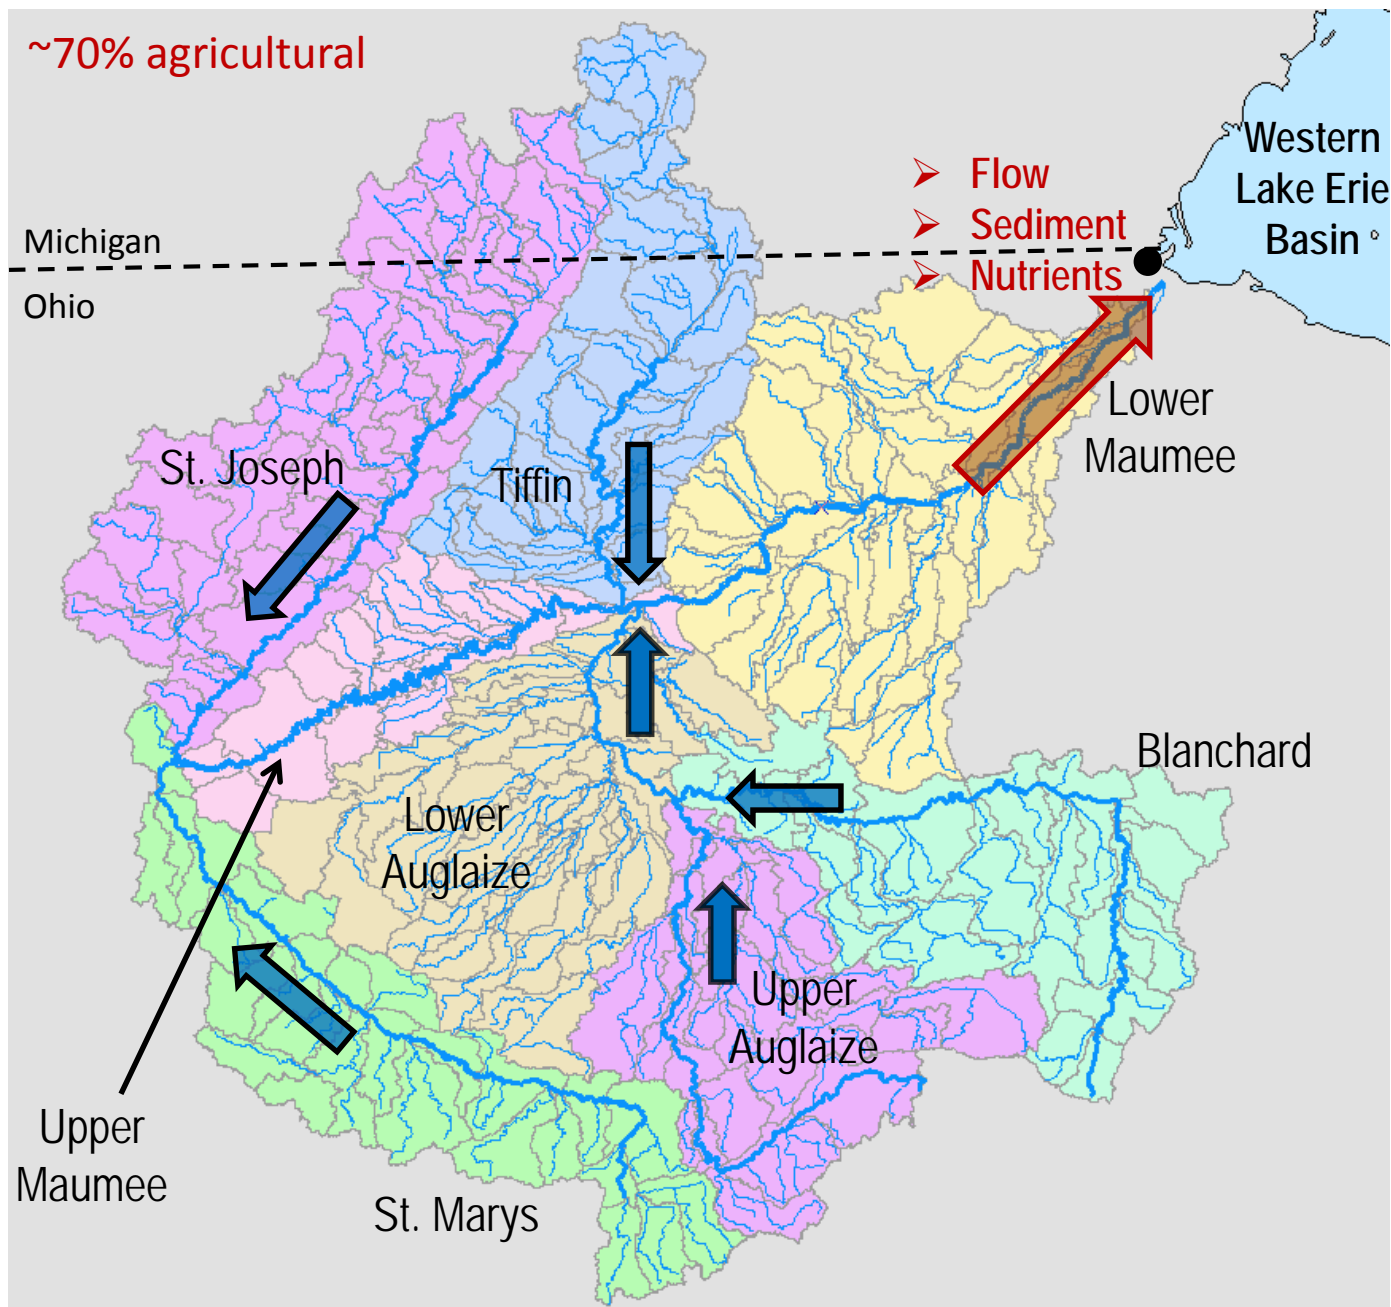 ~70% agricultural
Western
Lake Erie
Basin
➢ Flow
➢ Sediment
➢ Nutrients
Michigan
Ohio
Lower
Maumee
St. Joseph
Tiffin
Blanchard
Lower
Auglaize
Upper
Auglaize
Upper
Maumee
St. Marys